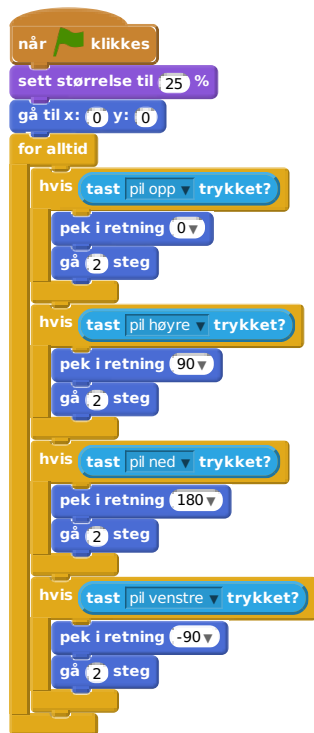 når klikkes
sett størrelse til 25 %
gå til x: 0 y: 0
for alltid
hvis tast pil opp trykket?
pek i retning 0
gå 2 steg
hvis tast pil høyre trykket?
pek i retning 90
gå 2 steg
hvis tast pil ned trykket?
pek i retning 180
gå 2 steg
hvis tast pil venstre trykket?
pek i retning -90
gå 2 steg